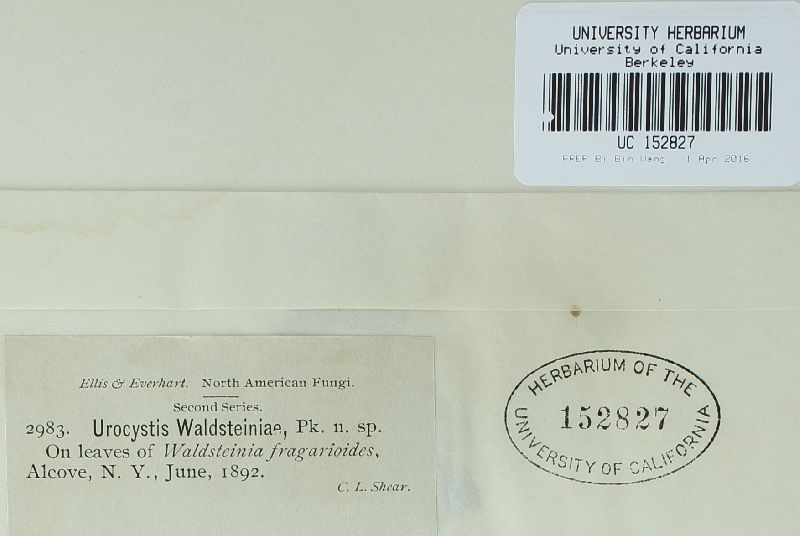 UNIVERSITY HERBARIUM
University of California
Berkeley
UC 152827
PREP BY Bin Wang , 1 Apr 2016
Ellis & Everhart. North American Fungi.
Second Series.
2983. Urocystis Waldsteiniae, Pk. n. sp.
On leaves of Waldsteinia fragarioides,
Alcove, N. Y., June, 1892.
C. L. Shear.
HERBARIUM OF THE
152827
UNIVERSITY OF CALIFORNIA